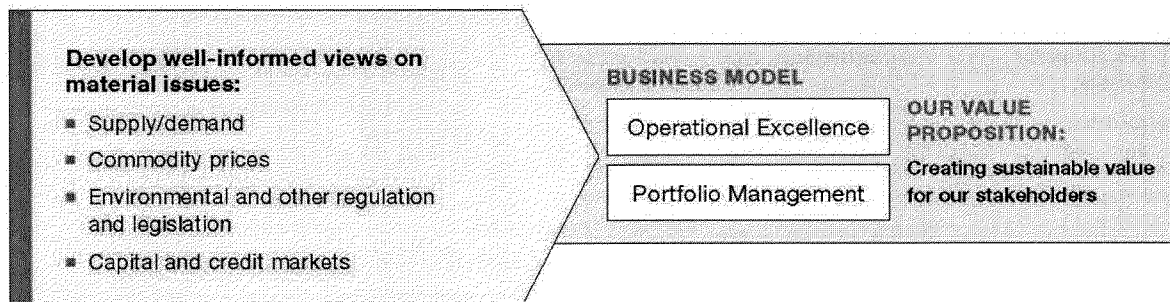 Develop well-informed views on
material issues:
▪ Supply/demand
▪ Commodity prices
▪ Environmental and other regulation
and legislation
▪ Capital and credit markets
BUSINESS MODEL
Operational Excellence
Portfolio Management
OUR VALUE
PROPOSITION:
Creating sustainable value
for our stakeholders